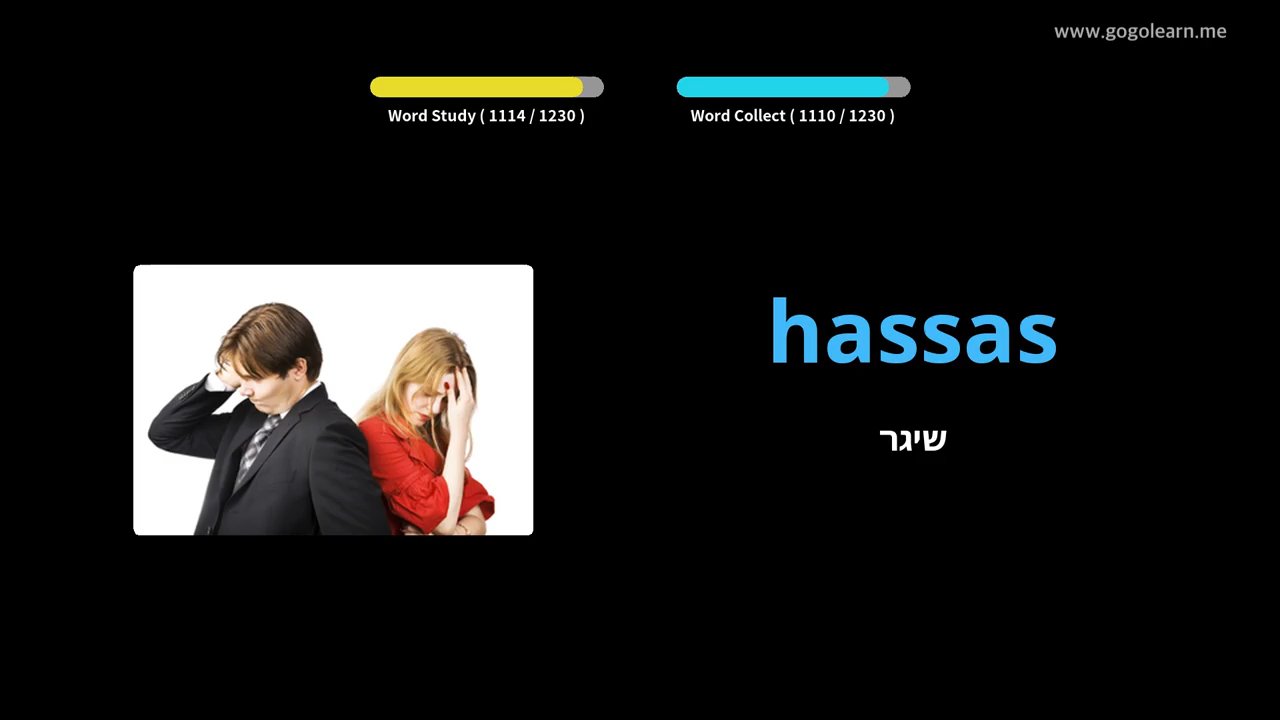 www.gogolearn.me
Word Study ( 1114 / 1230 )
Word Collect ( 1110 / 1230 )
hassas
שיגר